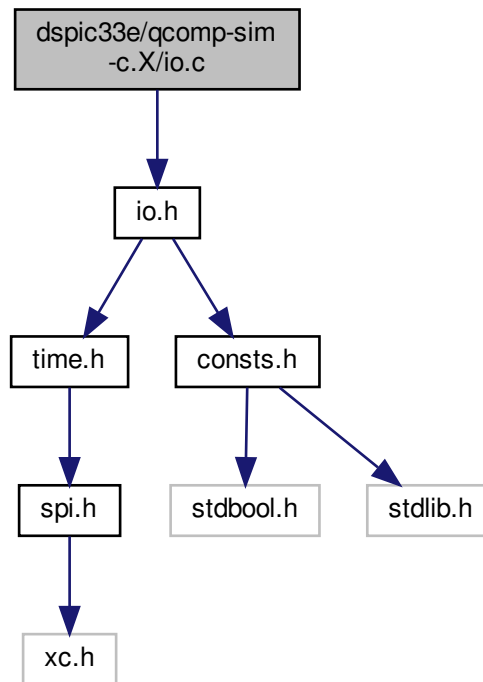 dspic33e/qcomp-sim
-c.X/io.c
io.h
time.h
consts.h
spi.h
stdbool.h
stdlib.h
xc.h